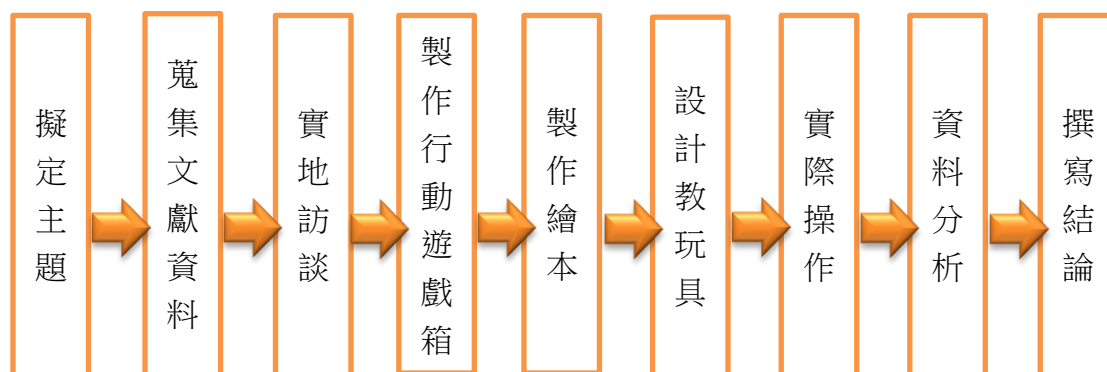 擬定主題
蒐集文獻資料
實地訪談
製作行動遊戲箱
製作繪本
設計教玩具
實際操作
資料分析
撰寫結論